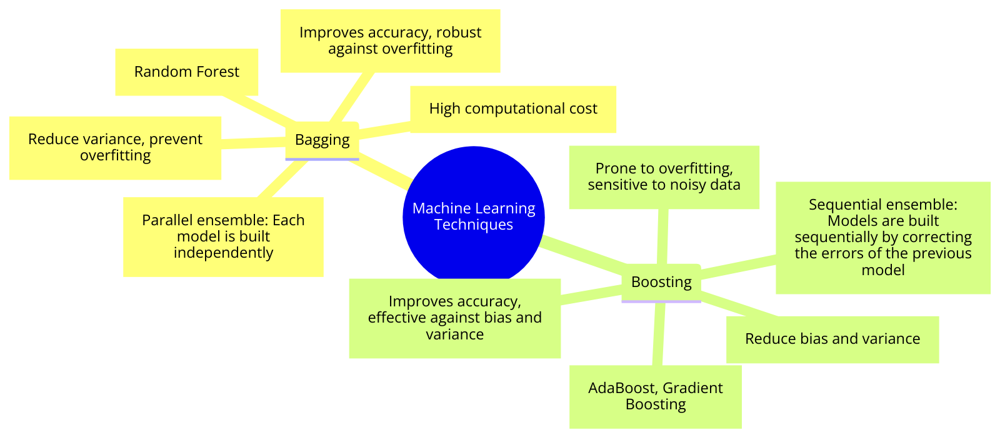 Improves accuracy, robust
against overfitting
Random Forest
High computational cost
Reduce variance, prevent
overfitting
Bagging
Parallel ensemble: Each
model is built
independently
Machine Learning
Techniques
Prone to overfitting,
sensitive to noisy data
Sequential ensemble:
Models are built
sequentially by correcting
the errors of the previous
model
Boosting
Improves accuracy,
effective against bias and
variance
Reduce bias and variance
AdaBoost, Gradient
Boosting